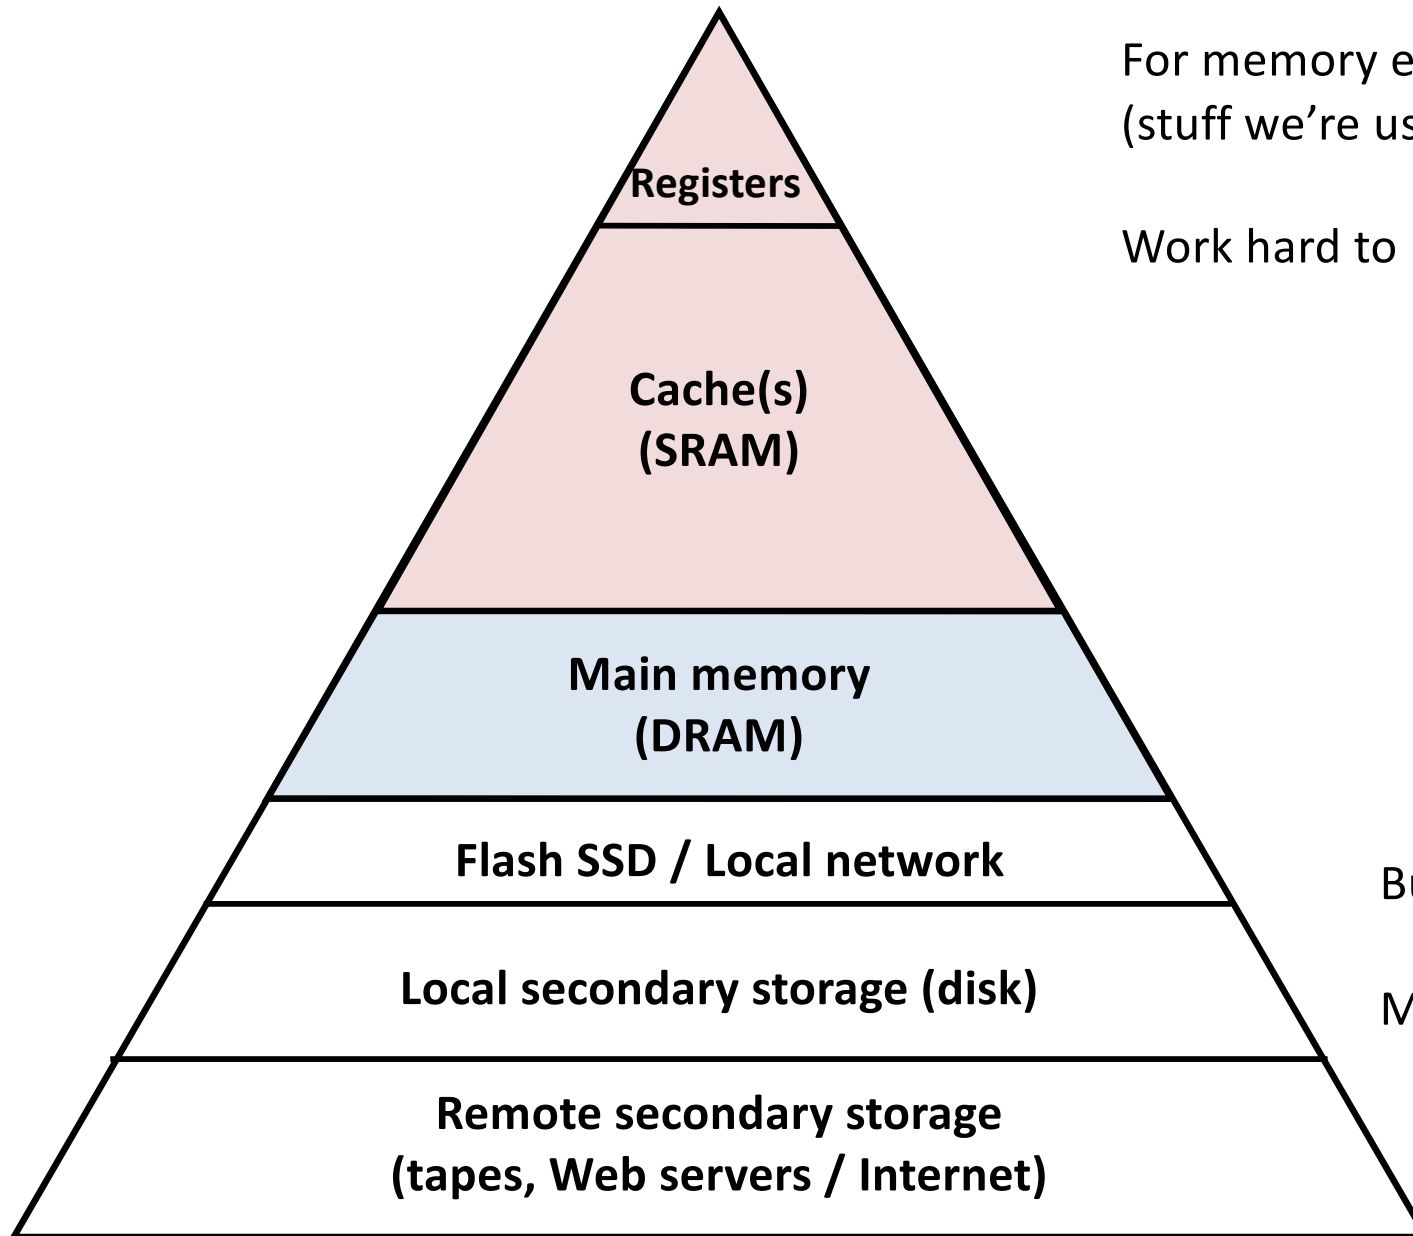 For memory e
(stuff we’re us
Work hard to
Registers
Cache(s)
(SRAM)
Main memory
(DRAM)
Flash SSD / Local network
Local secondary storage (disk)
Remote secondary storage
(tapes, Web servers / Internet)